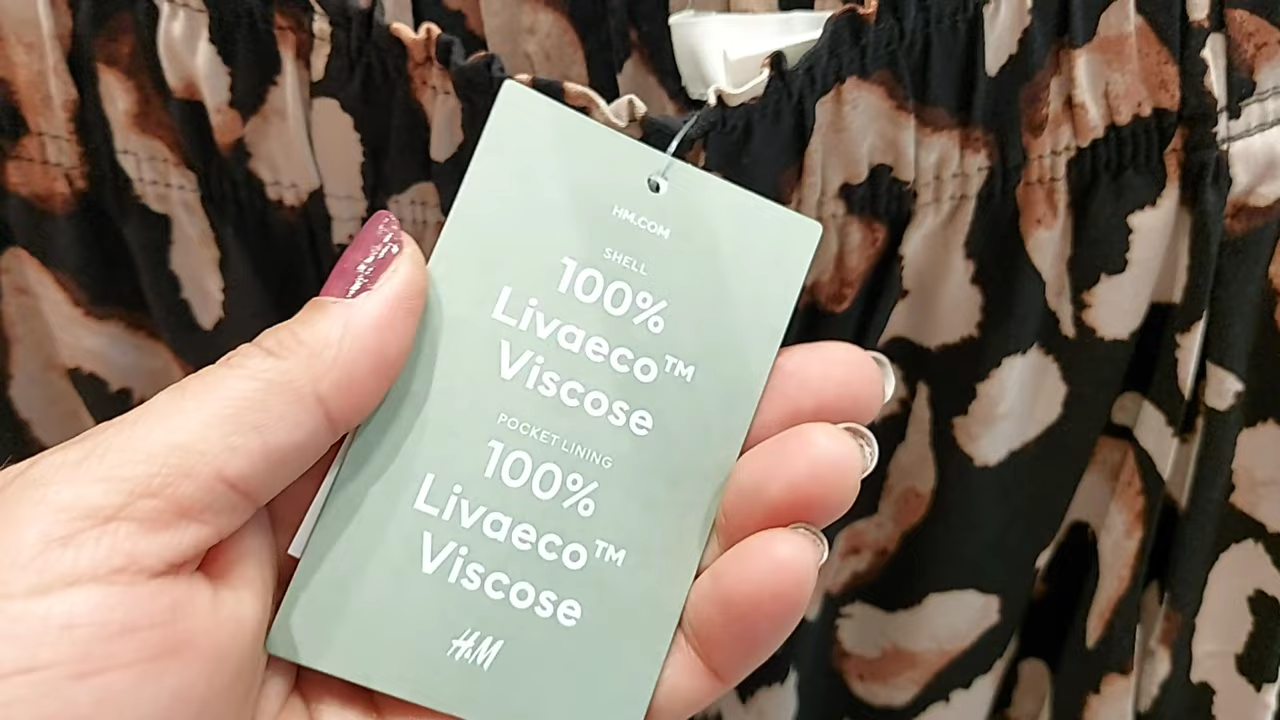 HM.COM
SHELL
100%
Livaeco™
Viscose
POCKET LINING
100%
Livaeco™
Viscose
H&M